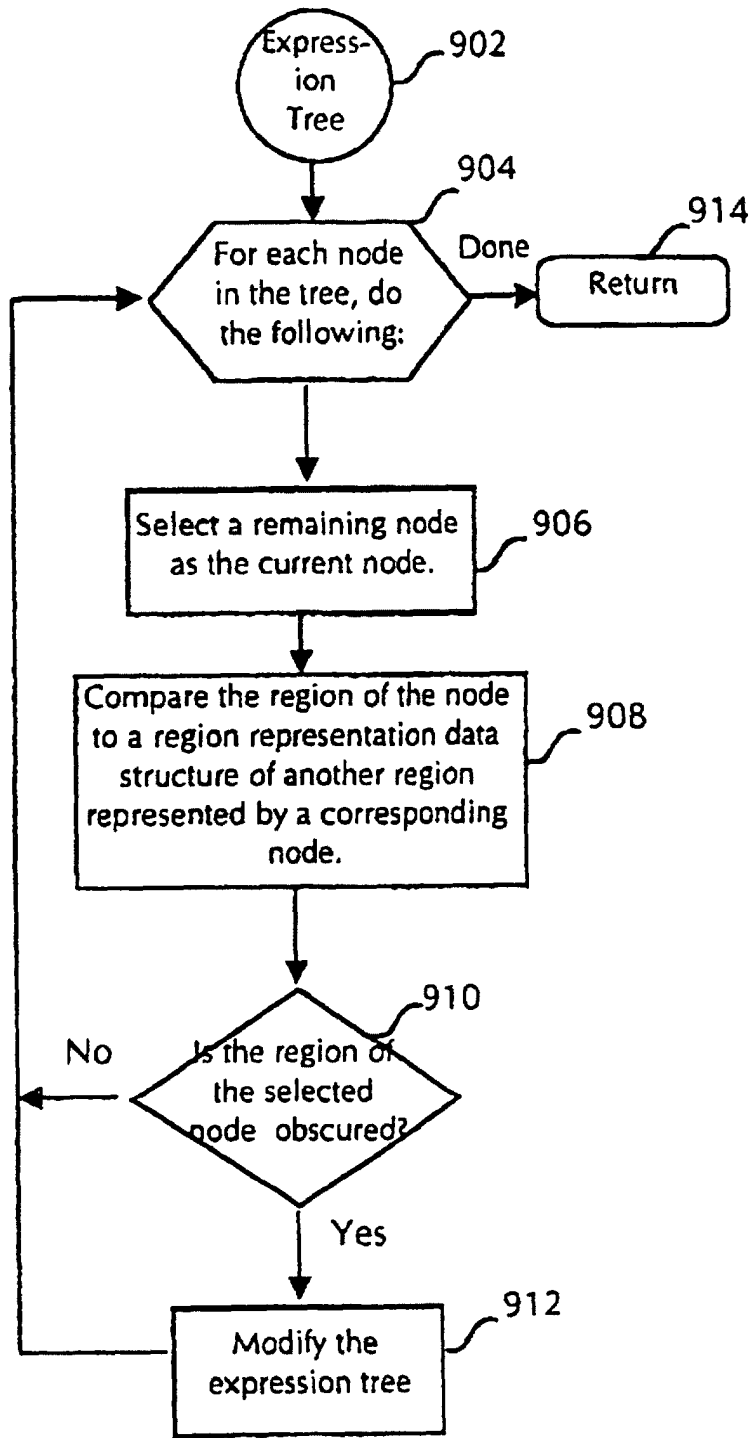 Express-
ion
Tree
902
904
For each node
in the tree, do
the following:
Done
914
Return
Select a remaining node
as the current node.
906
Compare the region of the node
to a region representation data
structure of another region
represented by a corresponding
node.
908
910
Is the region of
the selected
node obscured?
No
Yes
912
Modify the
expression tree